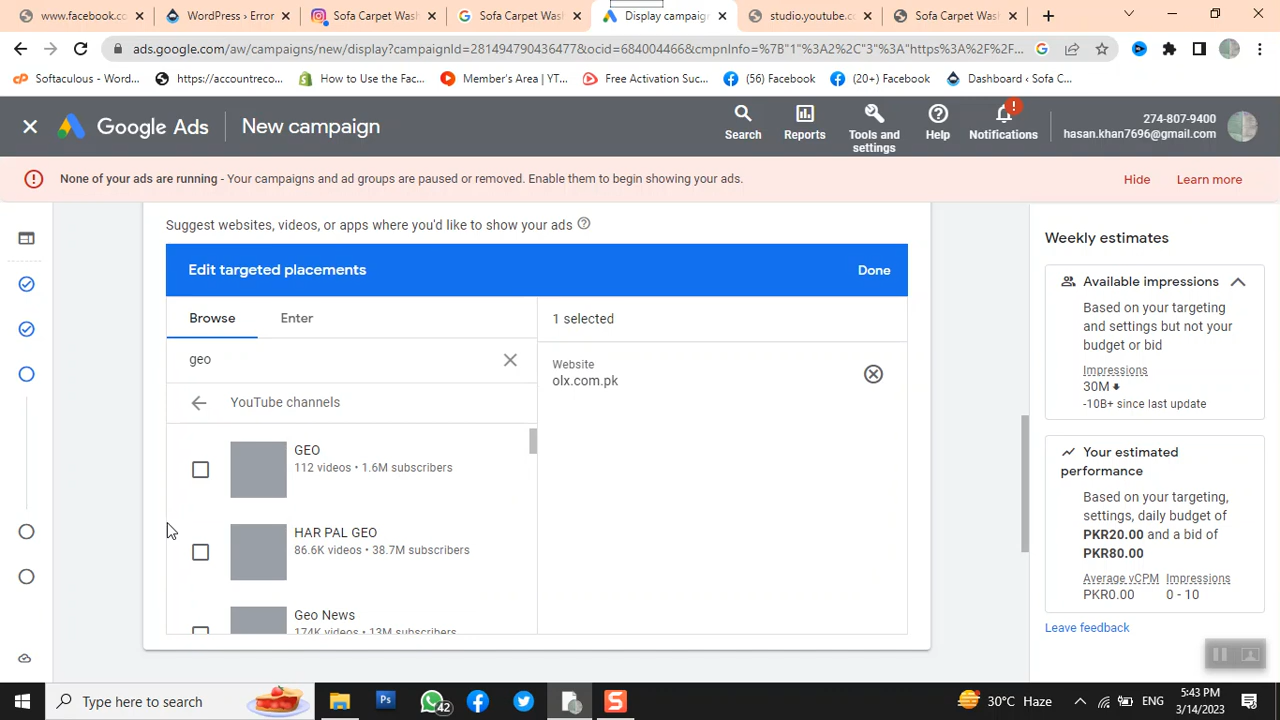 www.facebook.co
WordPress › Error
Sofa Carpet Was
Sofa Carpet Was
Display campaig
studio.youtube.co
Sofa Carpet Was
ads.google.com/aw/campaigns/new/display?campaignId=281494790436477&ocid=684004466&cmpnInfo=%7B"1"%3A2%2C"3"%3A"https%3A%2F%2F...
Softaculous - Word...
https://accountreco...
How to Use the Fac...
Member's Area | YT...
Free Activation Suc...
(56) Facebook
(20+) Facebook
Dashboard ‹ Sofa C...
Google Ads
New campaign
Search
Reports
Tools and settings
Help
Notifications
274-807-9400
hasan.khan7696@gmail.com
None of your ads are running - Your campaigns and ad groups are paused or removed. Enable them to begin showing your ads.
Hide
Learn more
Suggest websites, videos, or apps where you'd like to show your ads
Edit targeted placements
Done
Browse
Enter
1 selected
geo
Website
olx.com.pk
YouTube channels
GEO
112 videos • 1.6M subscribers
HAR PAL GEO
86.6K videos • 38.7M subscribers
Geo News
174K videos • 13M subscribers
Weekly estimates
Available impressions
Based on your targeting
and settings but not your
budget or bid
Impressions
30M
-10B+ since last update
Your estimated
performance
Based on your targeting,
settings, daily budget of
PKR20.00 and a bid of
PKR80.00
Average vCPM
Impressions
PKR0.00
0 - 10
Leave feedback
Type here to search
Ps
42
S
30°C Haze
ENG
5:43 PM
3/14/2023